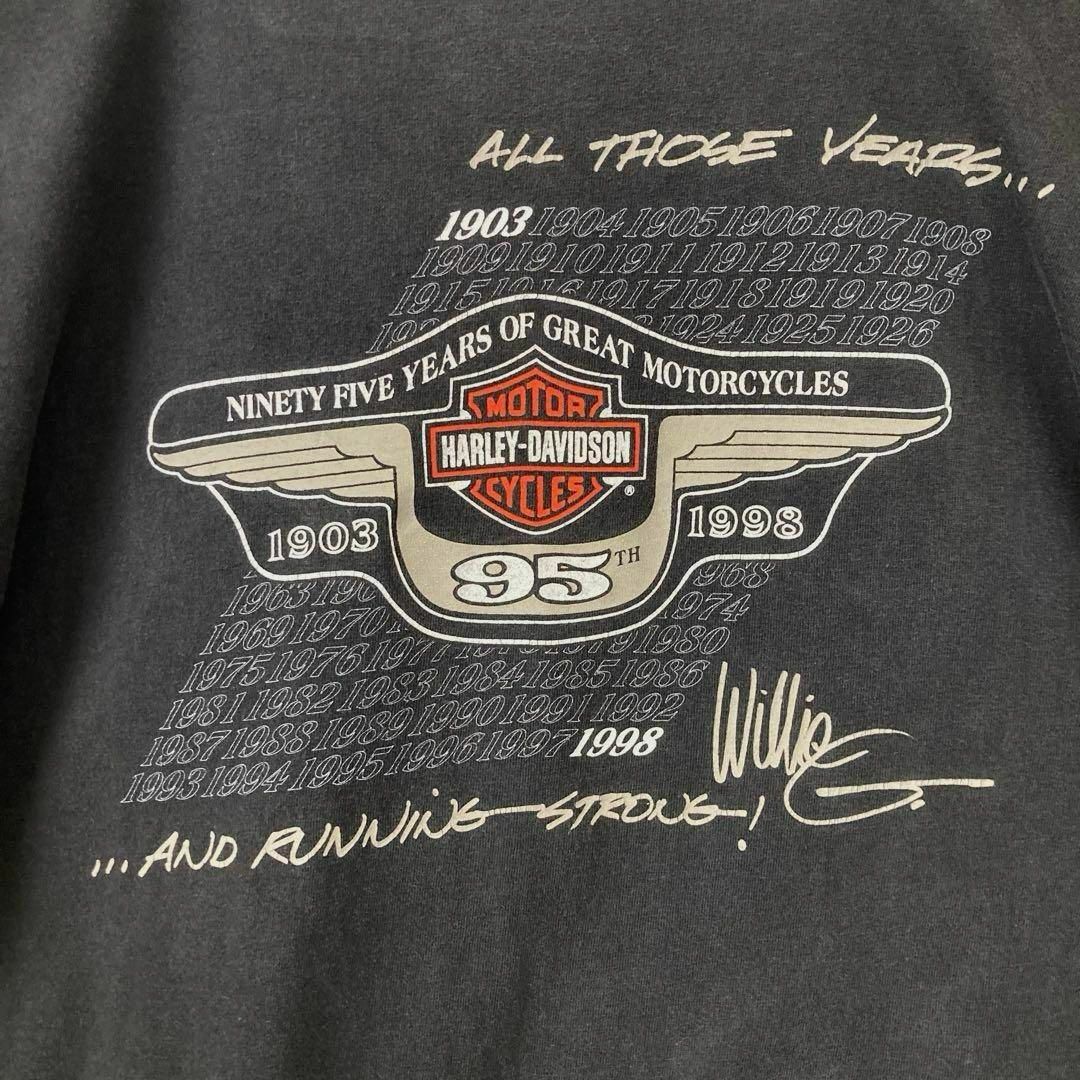 ALL THOSE YEARS...
1903 1904 1905 1906 1907 1908
1909 1910 1911 1912 1913 1914
1915 1916 1917 1918 1919 1920
1924 1925 1926
NINETY FIVE YEARS OF GREAT MOTORCYCLES
MOTOR
HARLEY-DAVIDSON
CYCLES
®
1903
1998
95TH
1963
1969 1970
974
1975 1976 1980
1981 1982 1983 1984 1985 1986
1987 1988 1989 1990 1991 1992
1993 1994 1995 1996 1997 1998
Willie G.
...AND RUNNING STRONG!